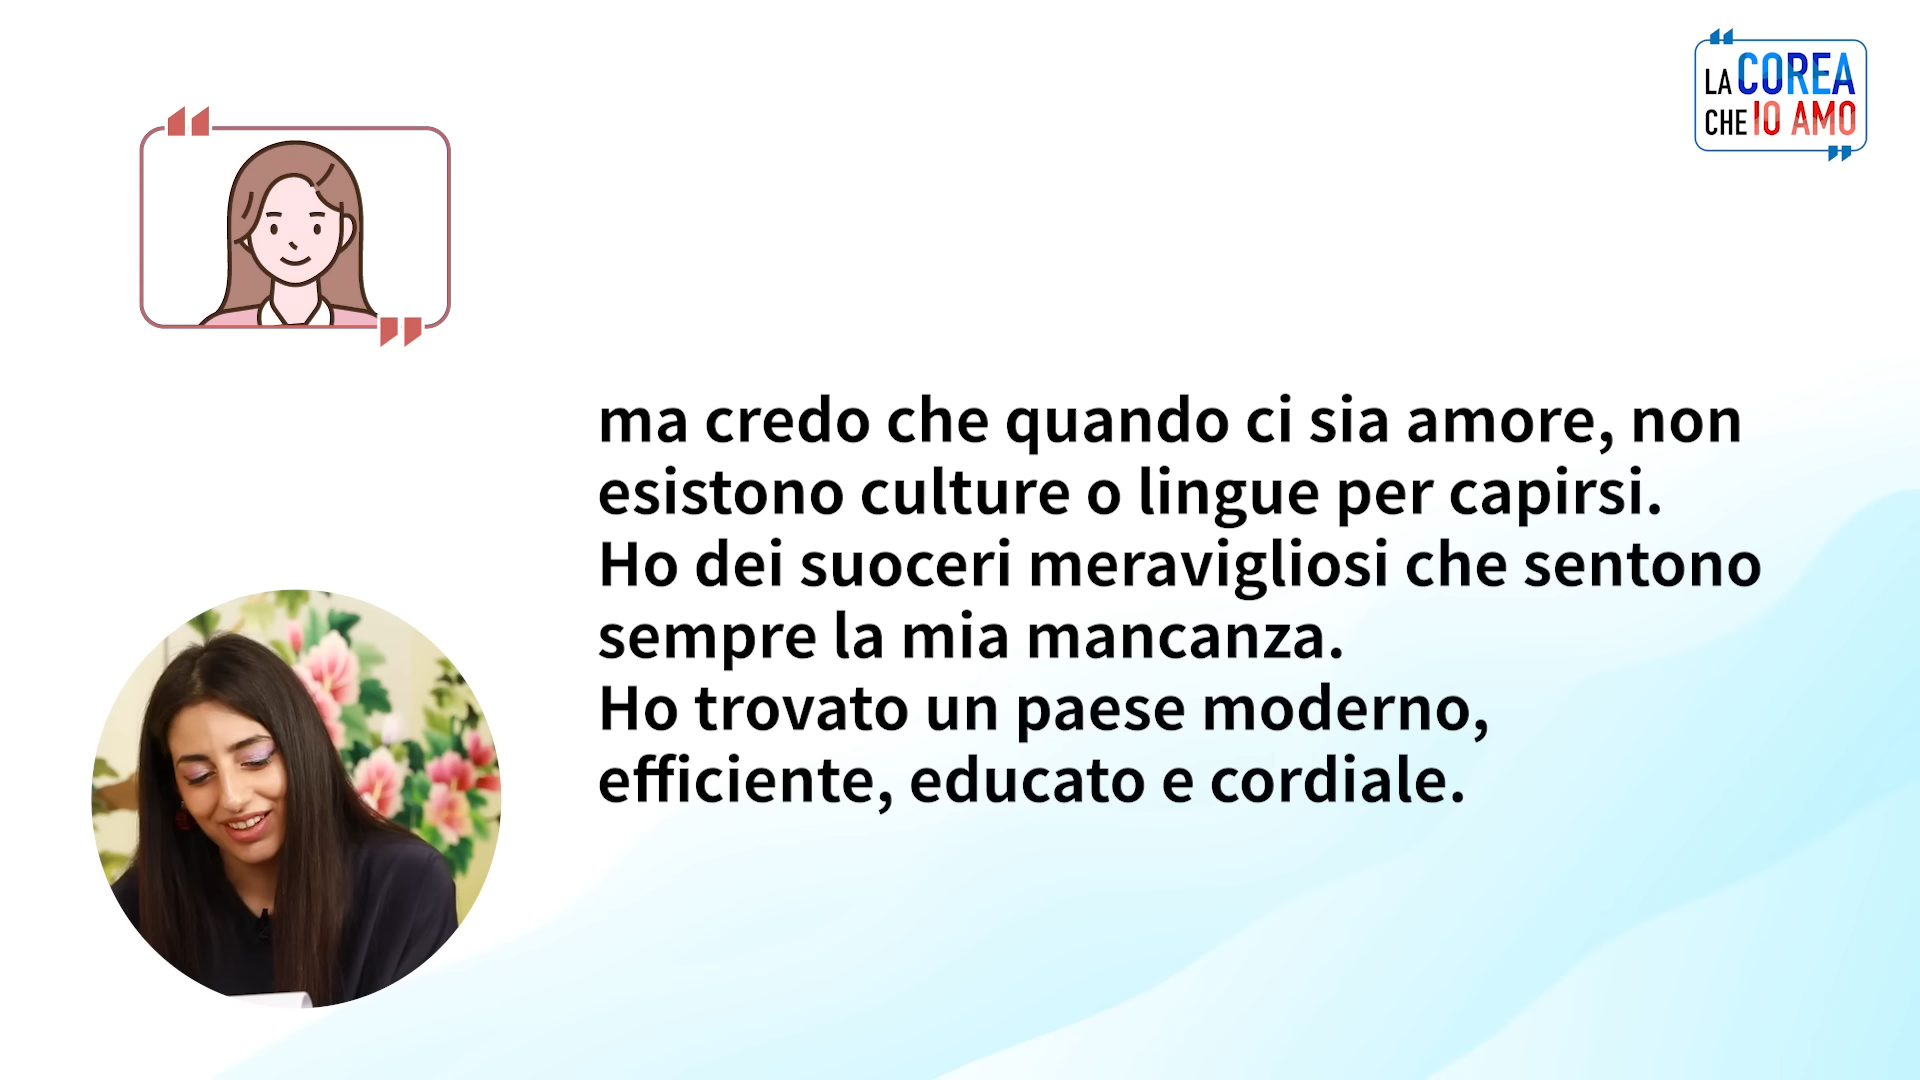 LA COREA
CHE IO AMO
ma credo che quando ci sia amore, non
esistono culture o lingue per capirsi.
Ho dei suoceri meravigliosi che sentono
sempre la mia mancanza.
Ho trovato un paese moderno,
efficiente, educato e cordiale.